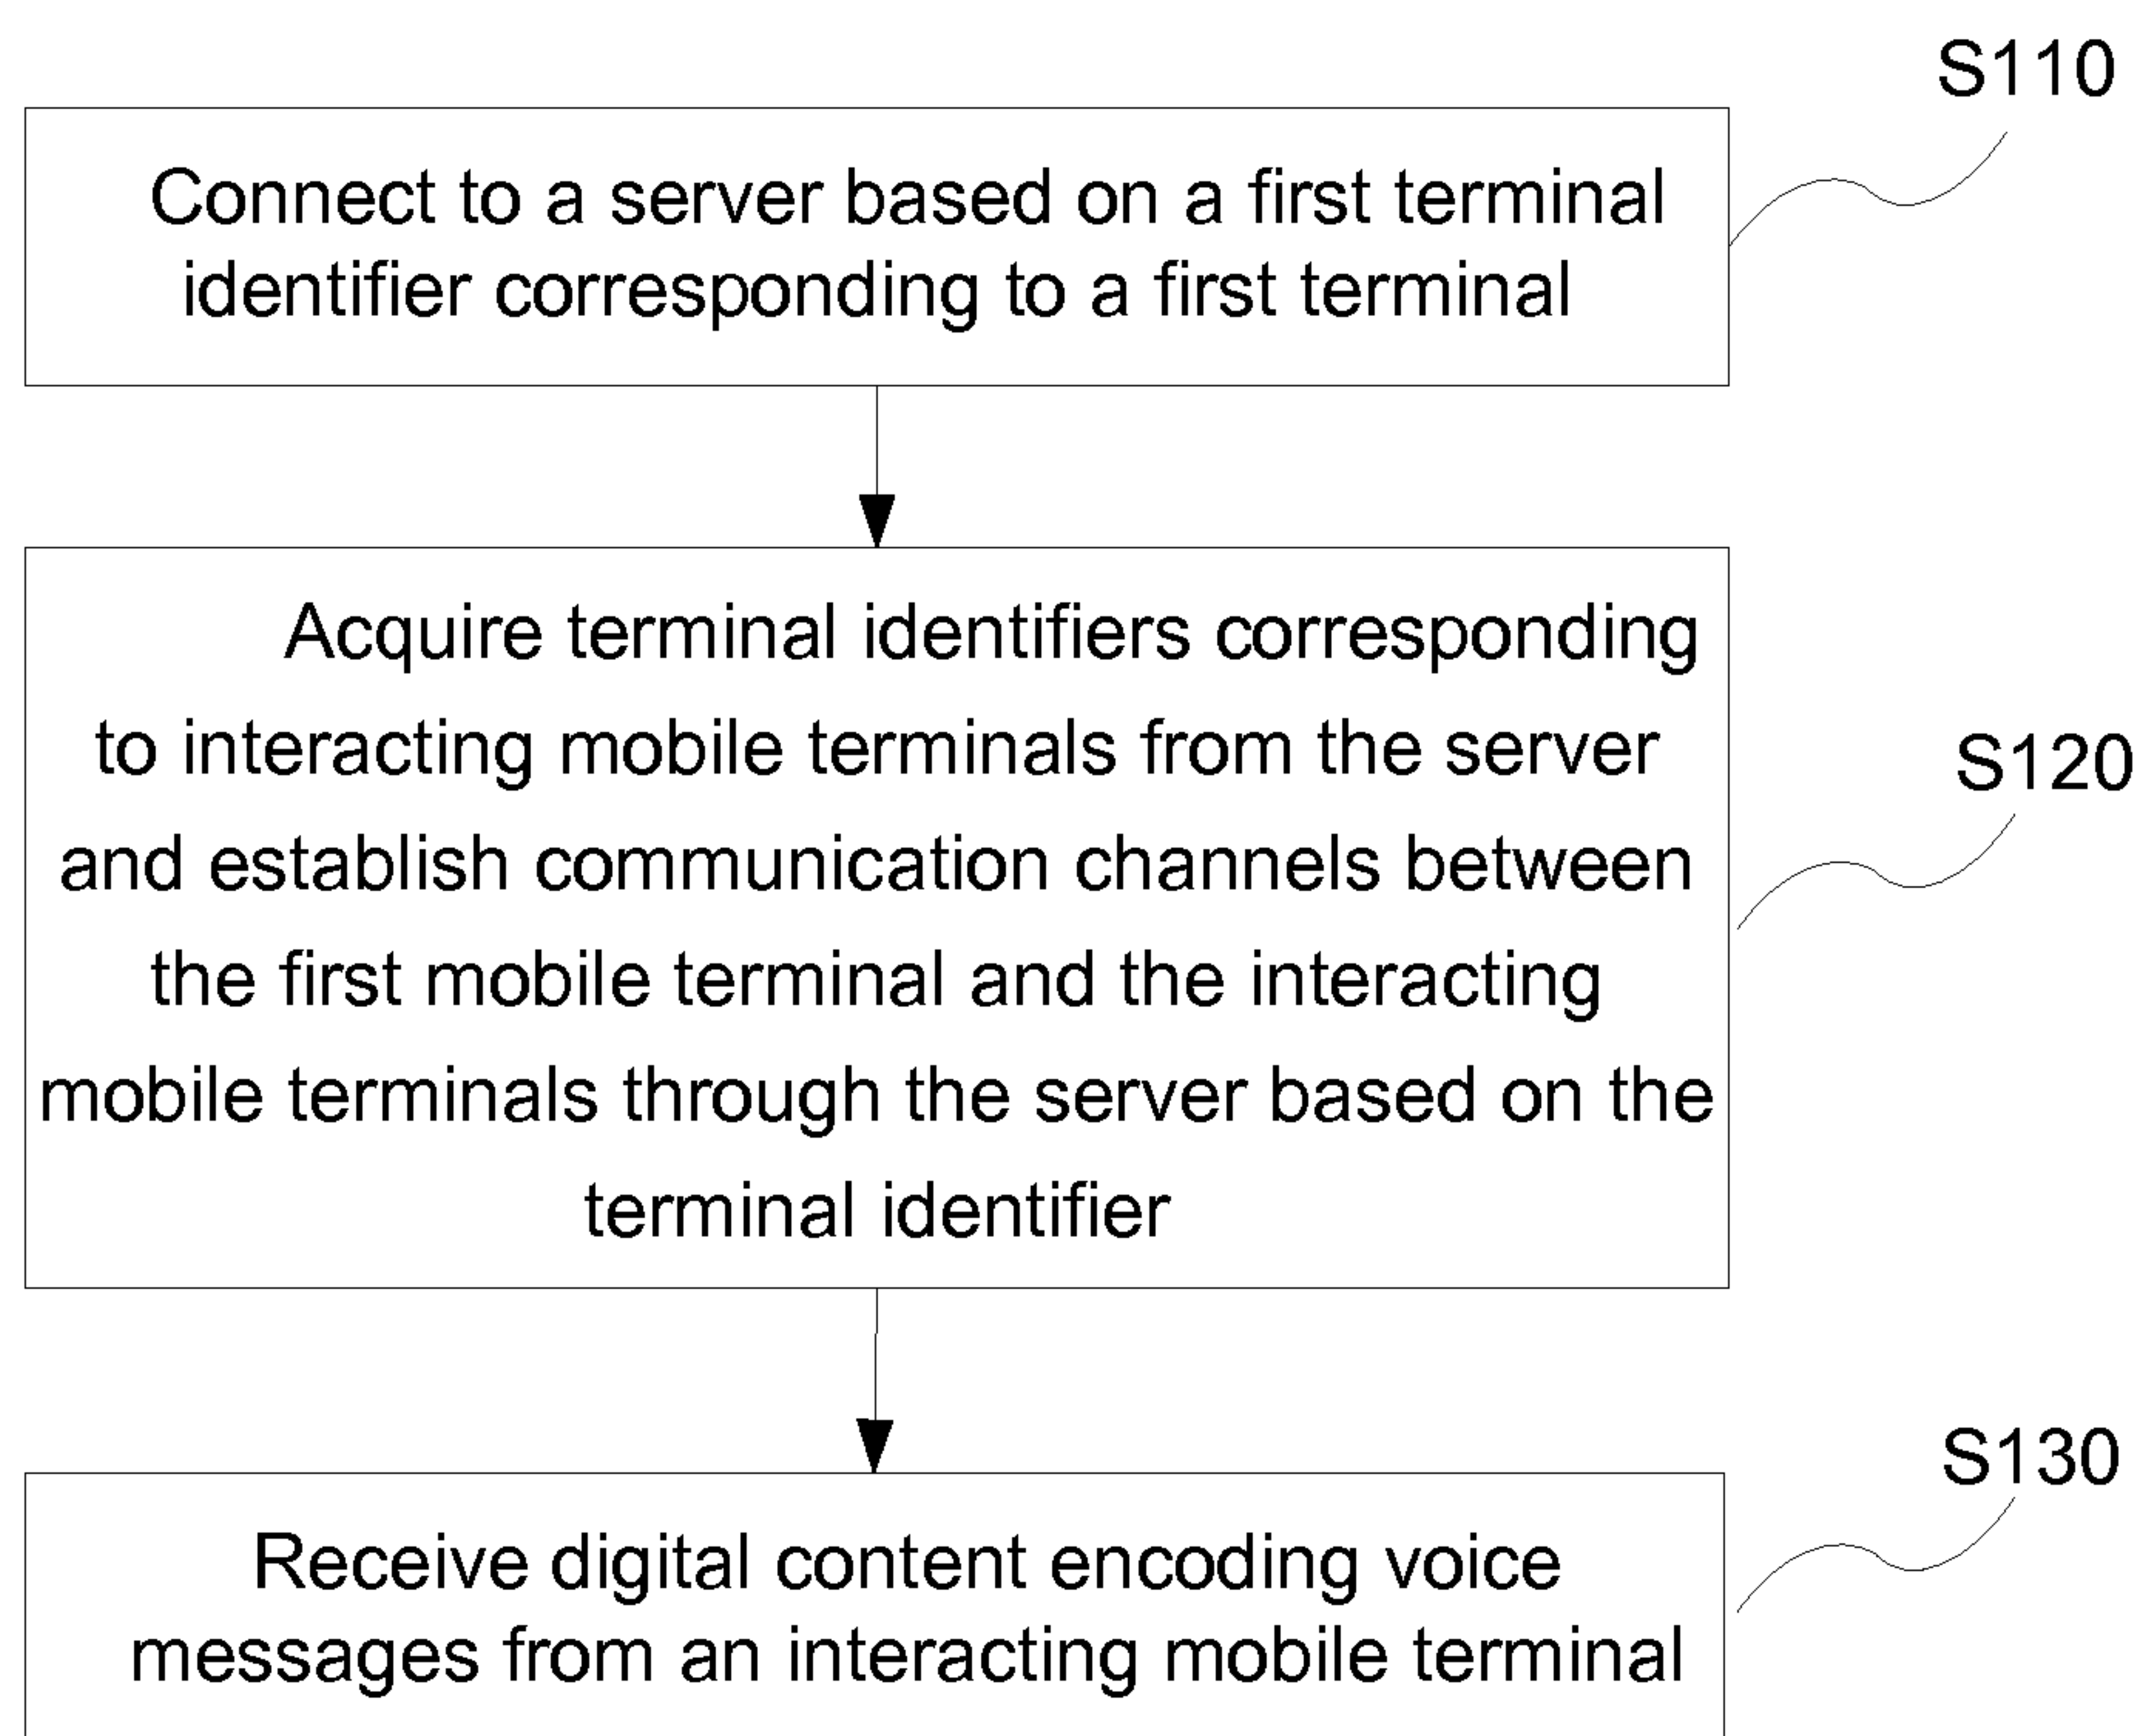 S110
Connect to a server based on a first terminal
identifier corresponding to a first terminal
Acquire terminal identifiers corresponding
to interacting mobile terminals from the server
S120
and establish communication channels between
the first mobile terminal and the interacting
mobile terminals through the server based on the
terminal identifier
S130
Receive digital content encoding voice
messages from an interacting mobile terminal